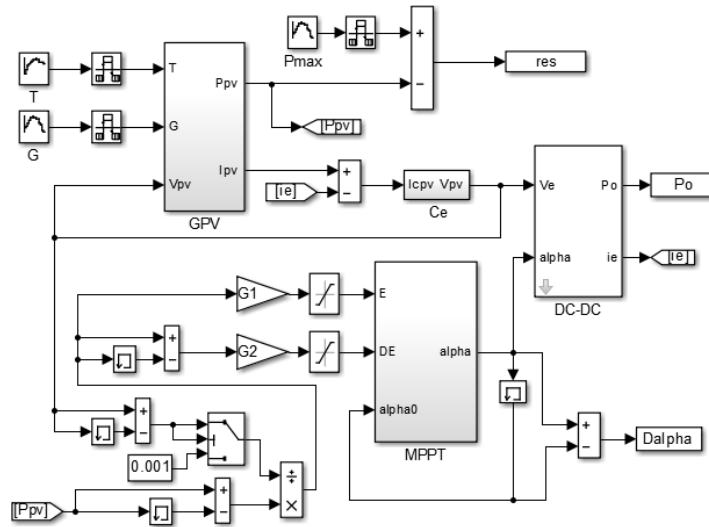 Pmax
+
−
res
T
T
Ppv
G
G
[Ppv]
Vpv
Ipv
GPV
+
−
[ie]
Icpv Vpv
Ce
Ve
Po
Po
alpha
ie
[ie]
DC-DC
G1
E
+
−
G2
DE
alpha
alpha0
MPPT
+
−
Dalpha
+
−
0.001
÷
×
[Ppv]
+
−